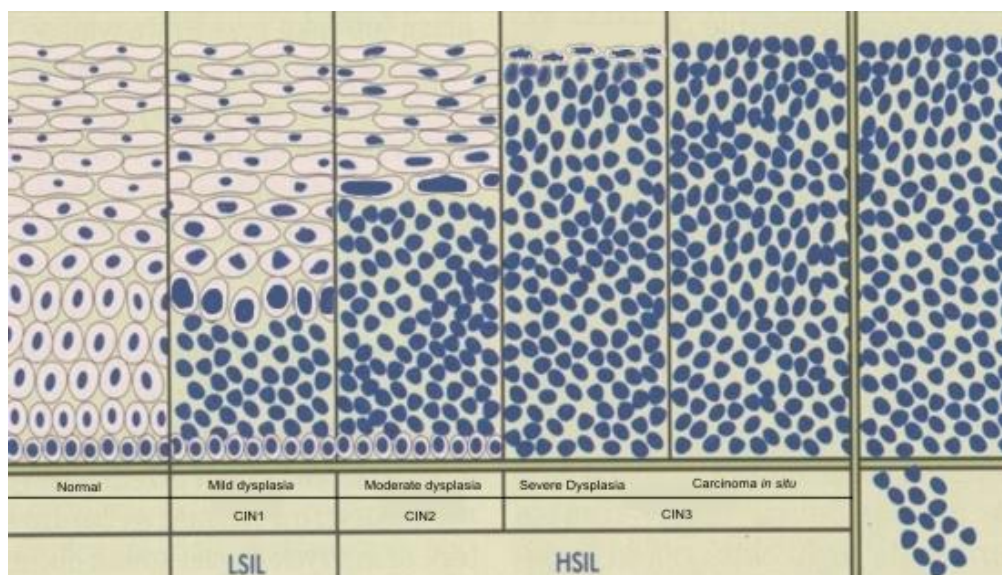 Normal Mild dysplasia Moderate dysplasia Severe Dysplasia Carcinoma in situ
CIN1 CIN2 CIN3
LSIL HSIL